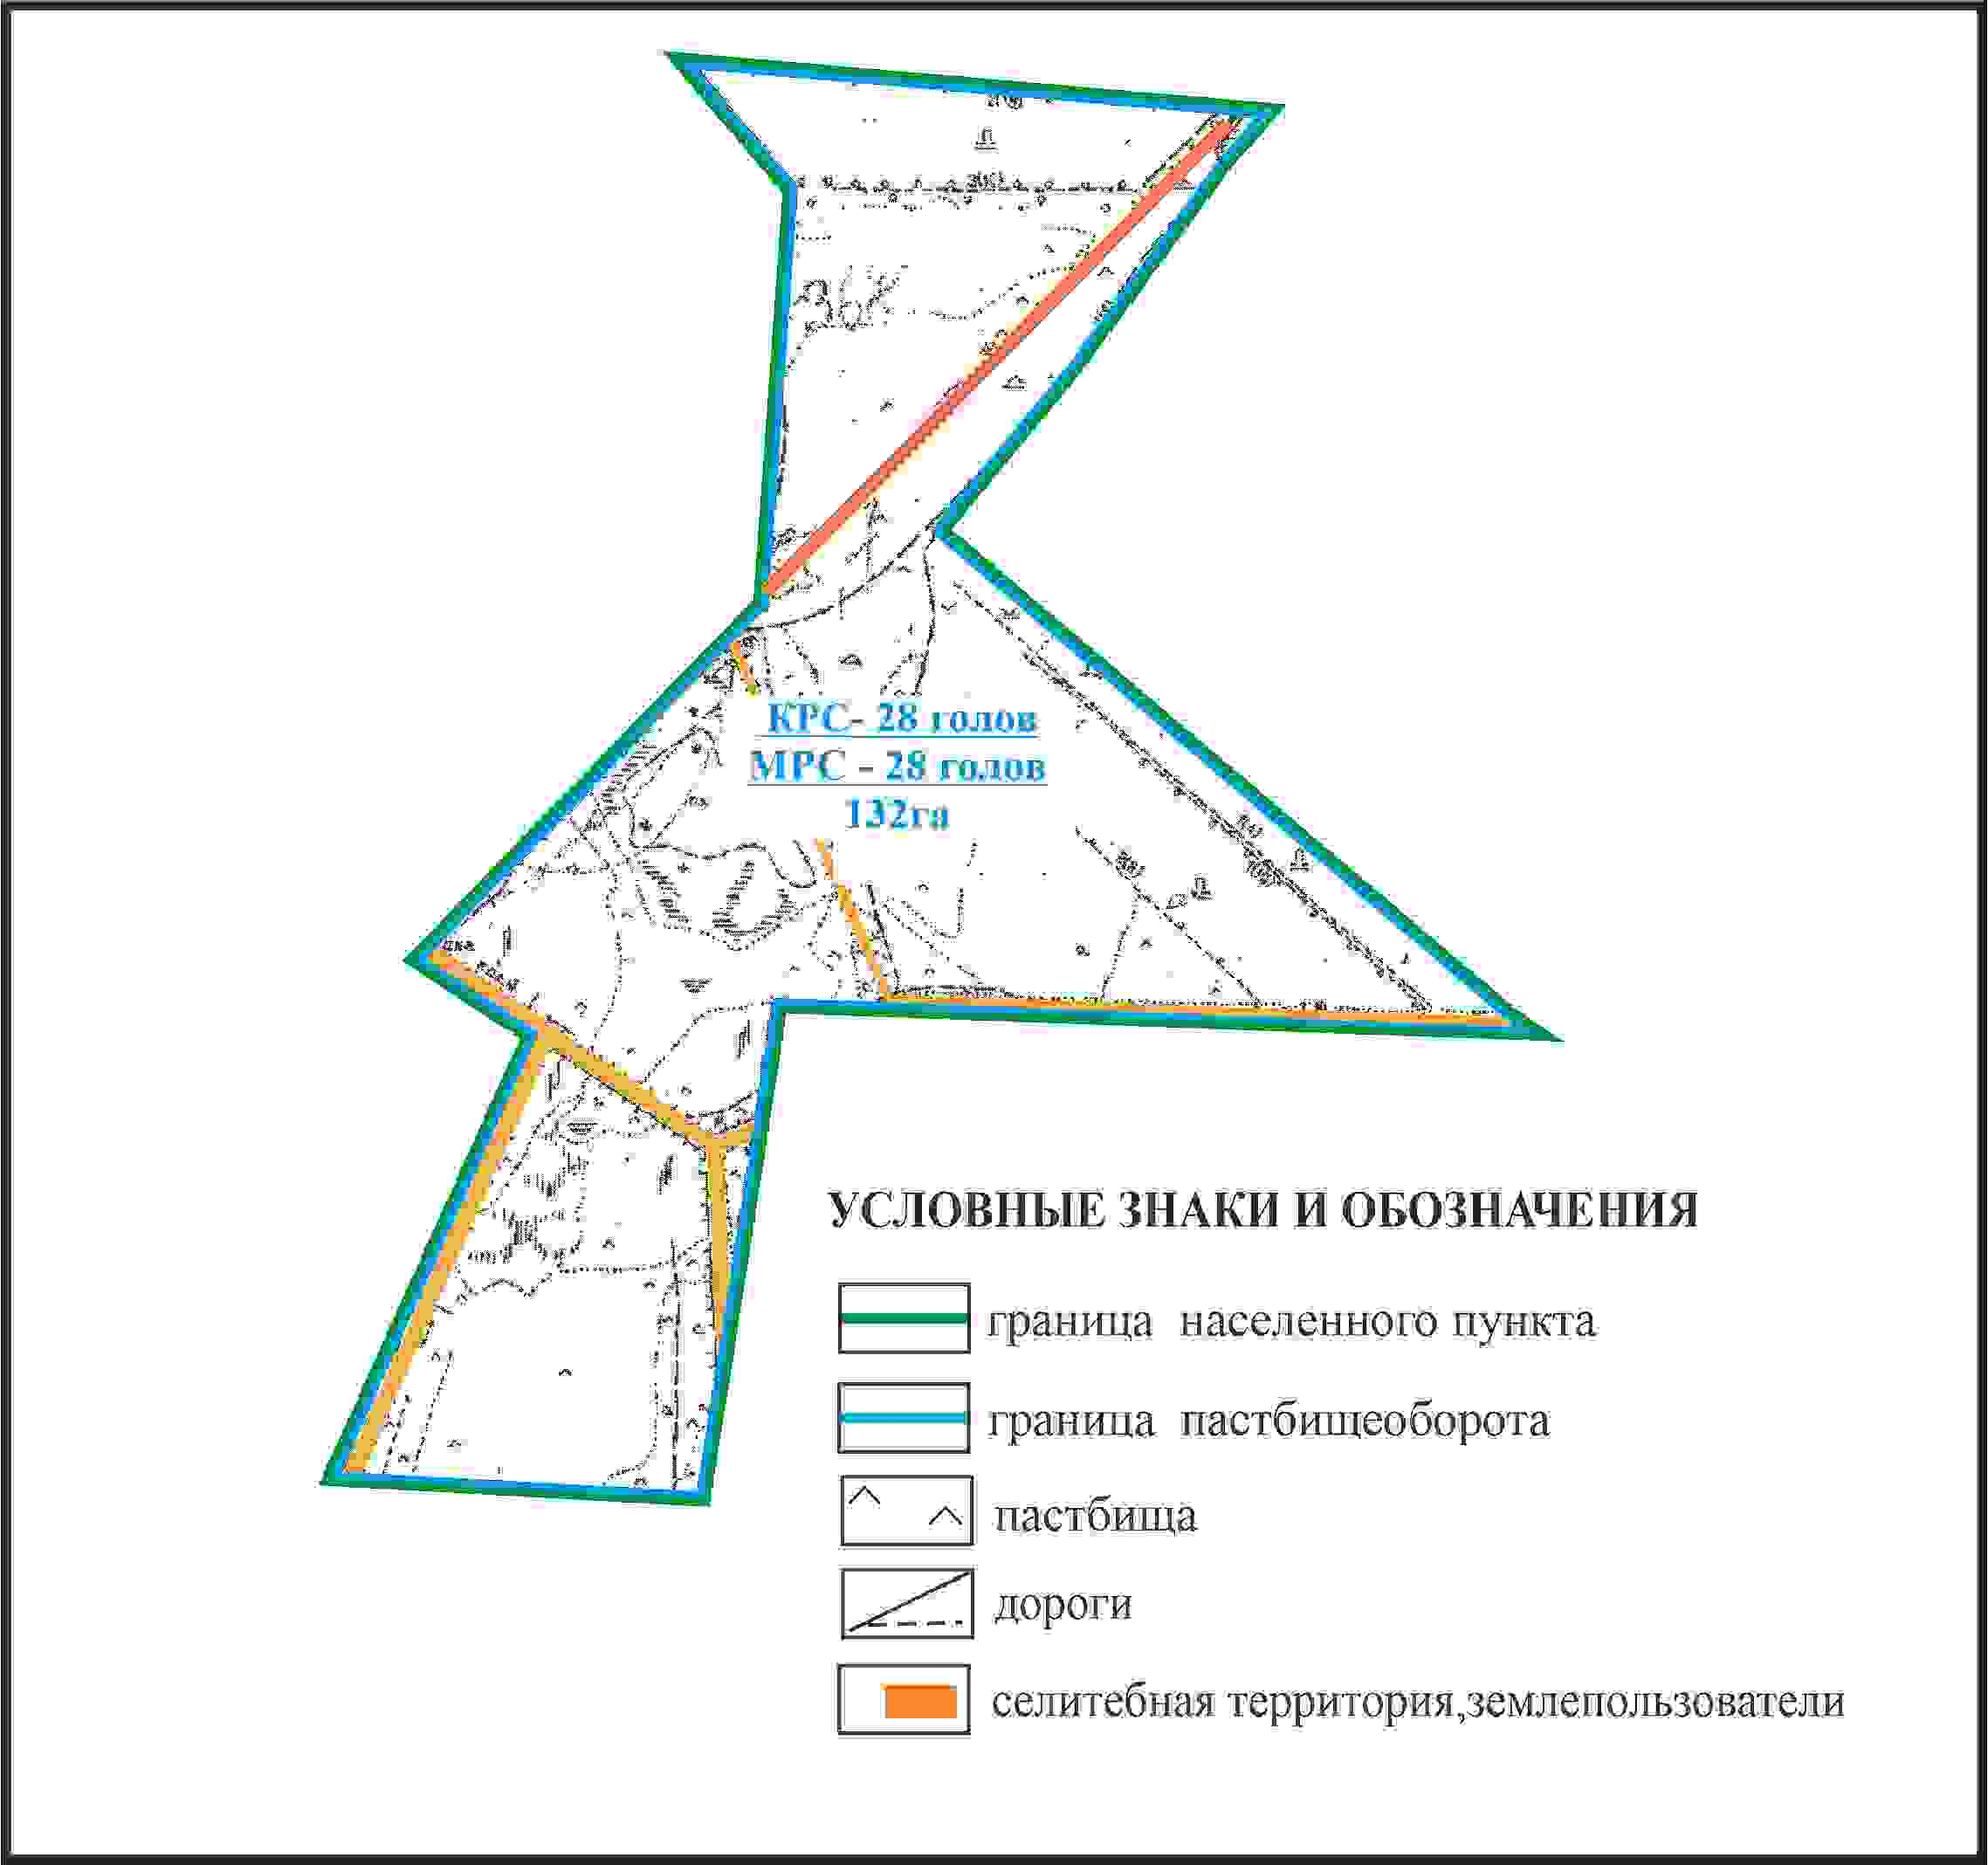 КРС- 28 голов
МРС - 28 голов
132га
УСЛОВНЫЕ ЗНАКИ И ОБОЗНАЧЕНИЯ
граница населенного пункта
граница пастбищеоборота
пастбища
дороги
селитебная территория,землепользователи